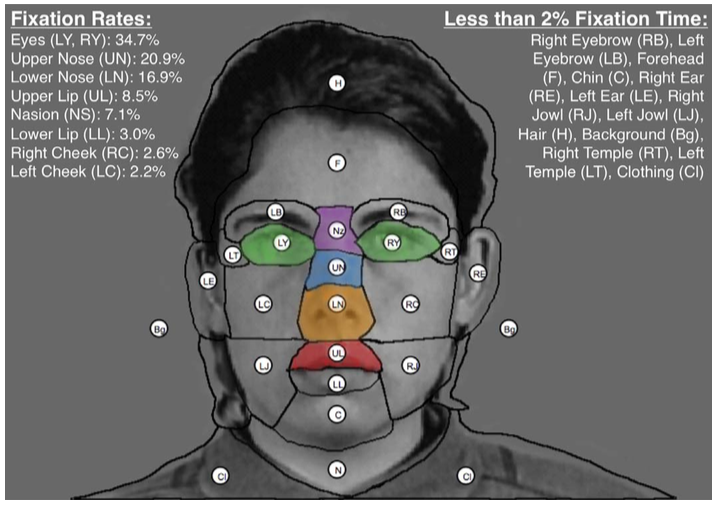 Fixation Rates:
Eyes (LY, RY): 34.7%
Upper Nose (UN): 20.9%
Lower Nose (LN): 16.9%
Upper Lip (UL): 8.5%
Nasion (NS): 7.1%
Lower Lip (LL): 3.0%
Right Cheek (RC): 2.6%
Left Cheek (LC): 2.2%
Less than 2% Fixation Time:
Right Eyebrow (RB), Left
Eyebrow (LB), Forehead
(F), Chin (C), Right Ear
(RE), Left Ear (LE), Right
Jowl (RJ), Left Jowl (LJ),
Hair (H), Background (Bg),
Right Temple (RT), Left
Temple (LT), Clothing (Cl)
H
F
LB
RB
Nz
LY
RY
LT
RT
UN
RE
LE
LC
LN
RC
Bg
Bg
UL
LJ
RJ
LL
C
N
Cl
Cl